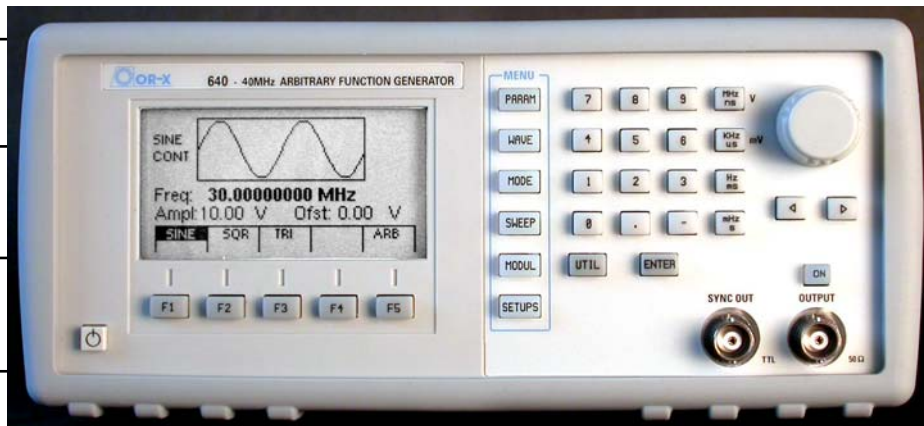 OR-X 640 - 40MHz ARBITRARY FUNCTION GENERATOR
SINE
CONT
Freq: 30.00000000 MHz
Ampl: 10.00 V Ofst: 0.00 V
SINE SQR TRI ARB
F1 F2 F3 F4 F5
MENU
PARAM
WAVE
MODE
SWEEP
MODUL
SETUPS
7 8 9 MHz ns V
4 5 6 KHz us mV
1 2 3 Hz ms
0 . - mHz s
UTIL ENTER
ON
SYNC OUT OUTPUT
TTL 50Ω